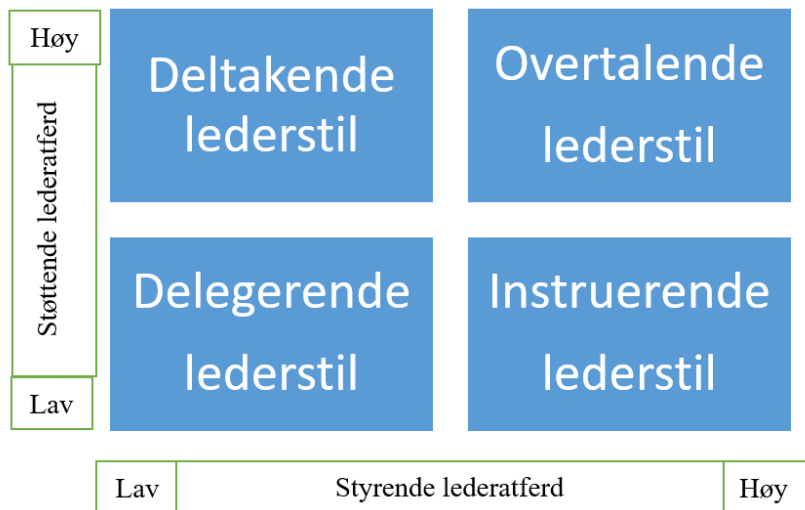 Høy
Støttende lederatferd
Lav
Deltakende
lederstil
Overtalende
lederstil
Delegerende
lederstil
Instruerende
lederstil
Lav
Styrende lederatferd
Høy